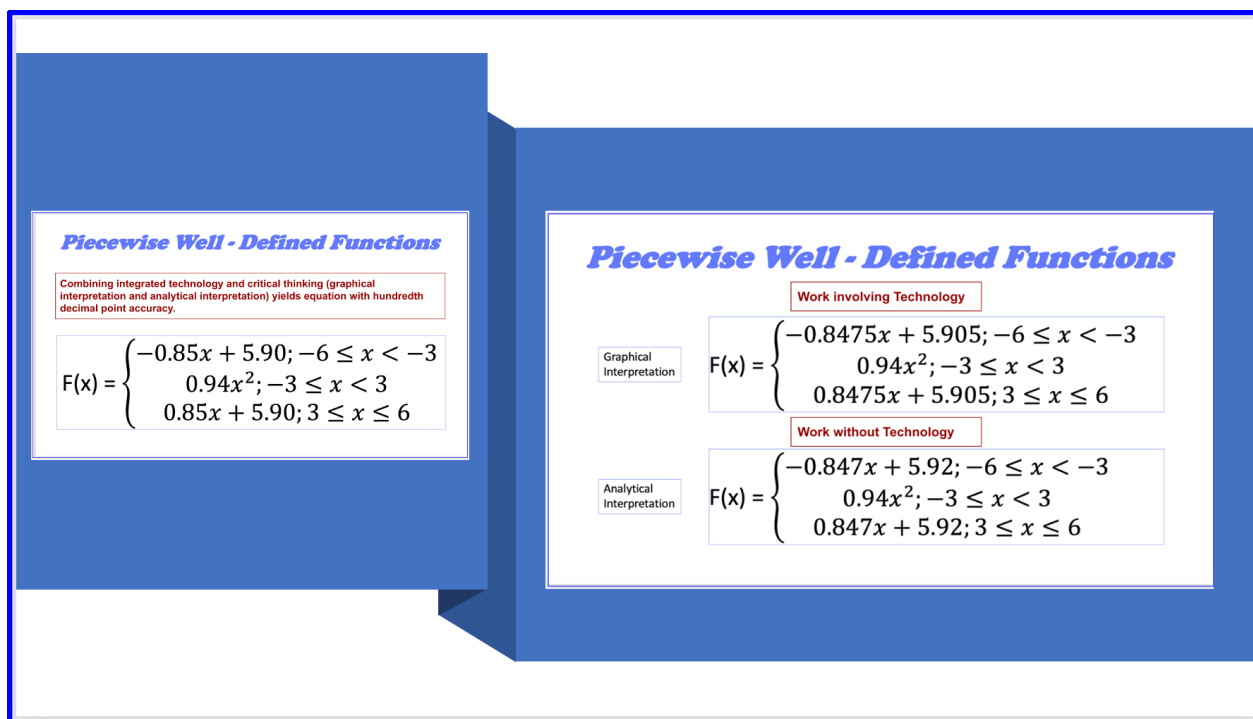 Piecewise Well - Defined Functions
Combining integrated technology and critical thinking (graphical
interpretation and analytical interpretation) yields equation with hundredth
decimal point accuracy.
F(x) = { −0.85x + 5.90; −6 ≤ x < −3
0.94x²; −3 ≤ x < 3
0.85x + 5.90; 3 ≤ x ≤ 6
Piecewise Well - Defined Functions
Work involving Technology
Graphical
Interpretation
F(x) = { −0.8475x + 5.905; −6 ≤ x < −3
0.94x²; −3 ≤ x < 3
0.8475x + 5.905; 3 ≤ x ≤ 6
Work without Technology
Analytical
Interpretation
F(x) = { −0.847x + 5.92; −6 ≤ x < −3
0.94x²; −3 ≤ x < 3
0.847x + 5.92; 3 ≤ x ≤ 6